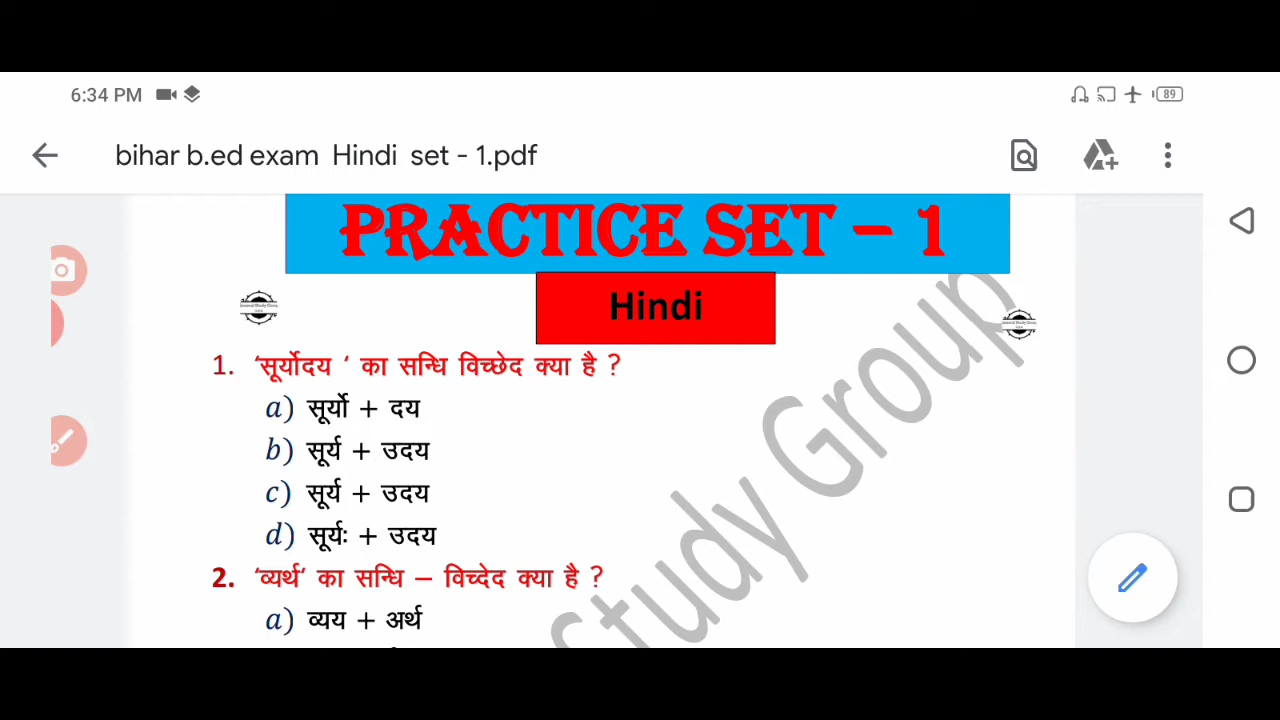 6:34 PM 89
bihar b.ed exam Hindi set - 1.pdf
PRACTICE SET – 1
Hindi
1. ‘सूर्योदय ‘ का सन्धि विच्छेद क्या है ?
a) सूर्यो + दय
b) सूर्य + उदय
c) सूर्य + उदय
d) सूर्यः + उदय
2. ‘व्यर्थ‘ का सन्धि – विच्देद क्या है ?
a) व्यय + अर्थ
Study Group